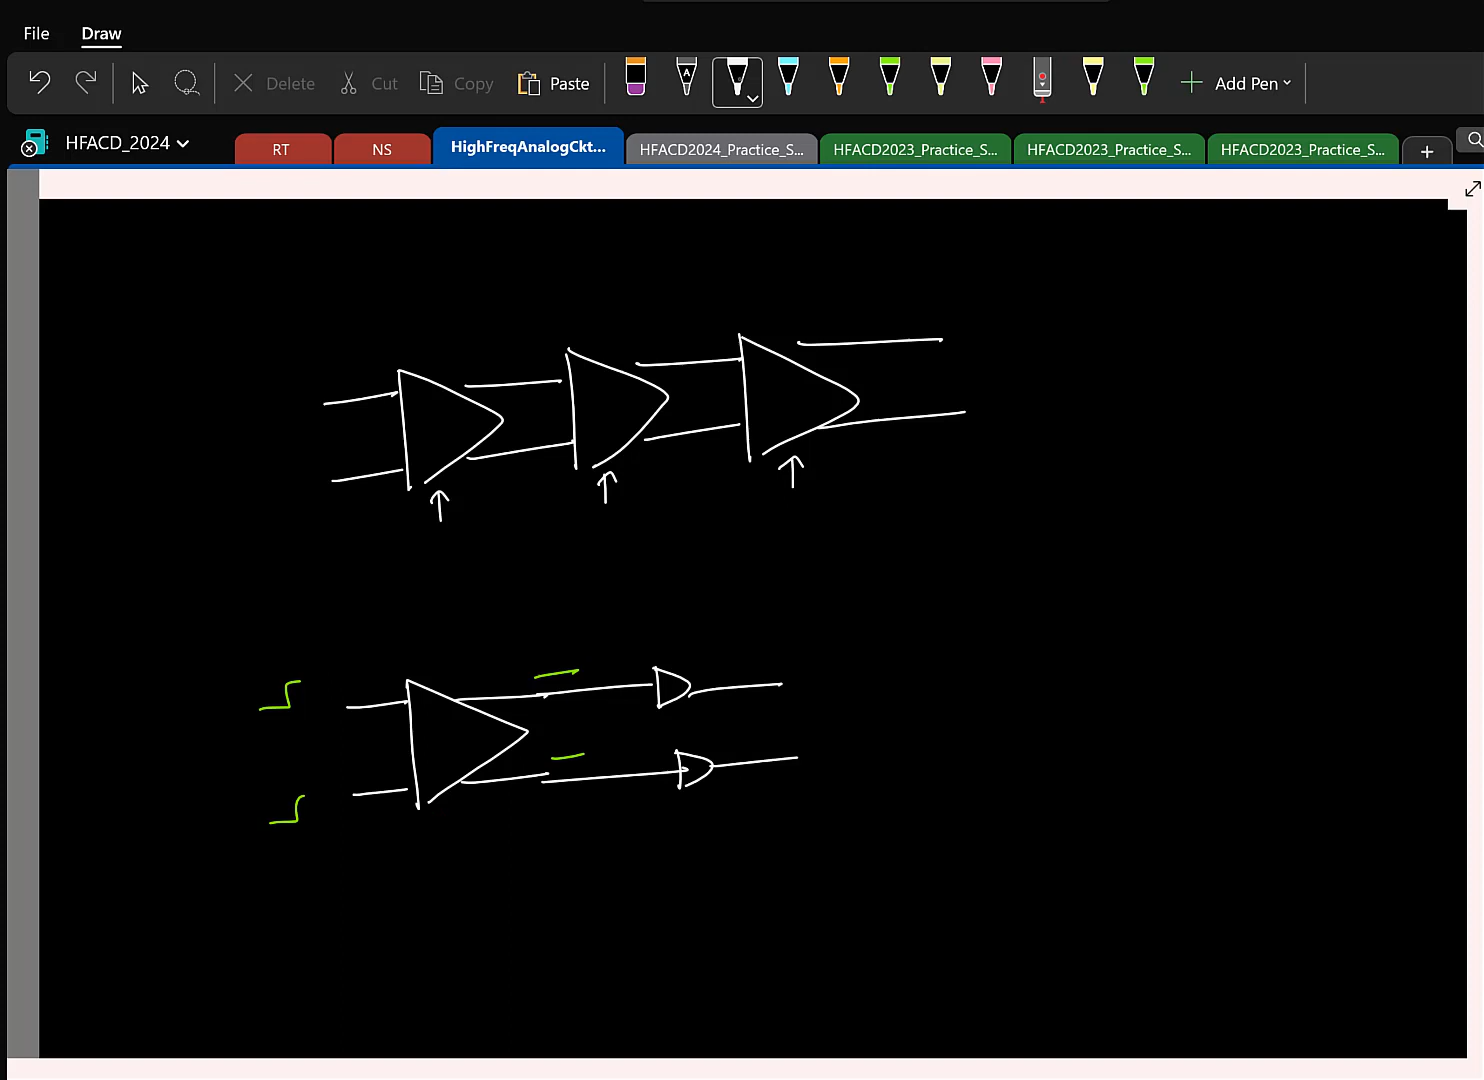 File Draw
Delete Cut Copy Paste A Add Pen
HFACD_2024 RT NS HighFreqAnalogCkt... HFACD2024_Practice_S... HFACD2023_Practice_S... HFACD2023_Practice_S... HFACD2023_Practice_S... +